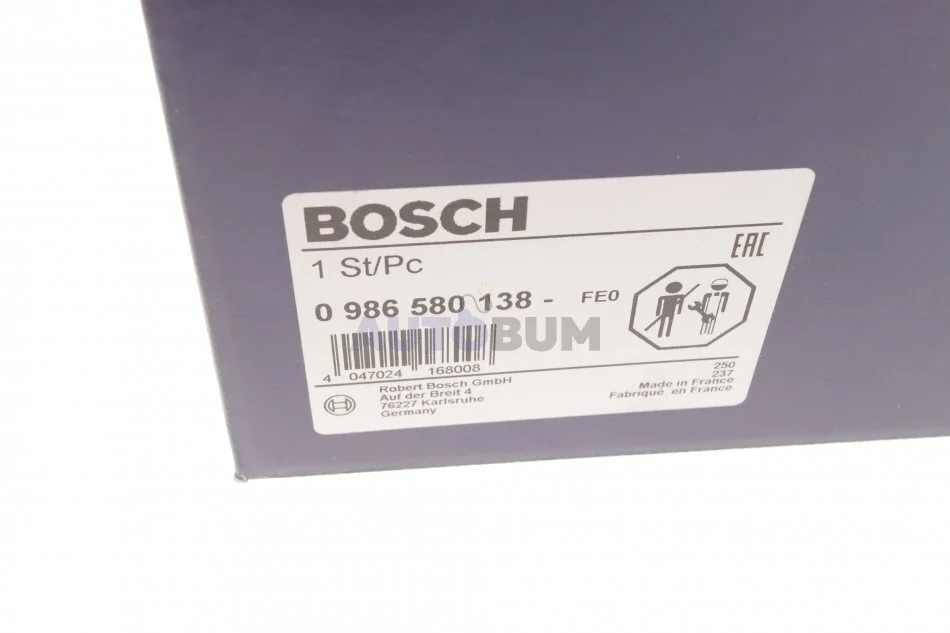 BOSCH
EAC
1 St/Pc
0 986 580 138 - FE0
AUTOBUM
4 047024 168008
250
237
Robert Bosch GmbH
Auf der Breit 4
76227 Karlsruhe
Germany
Made in France
Fabriqué en France